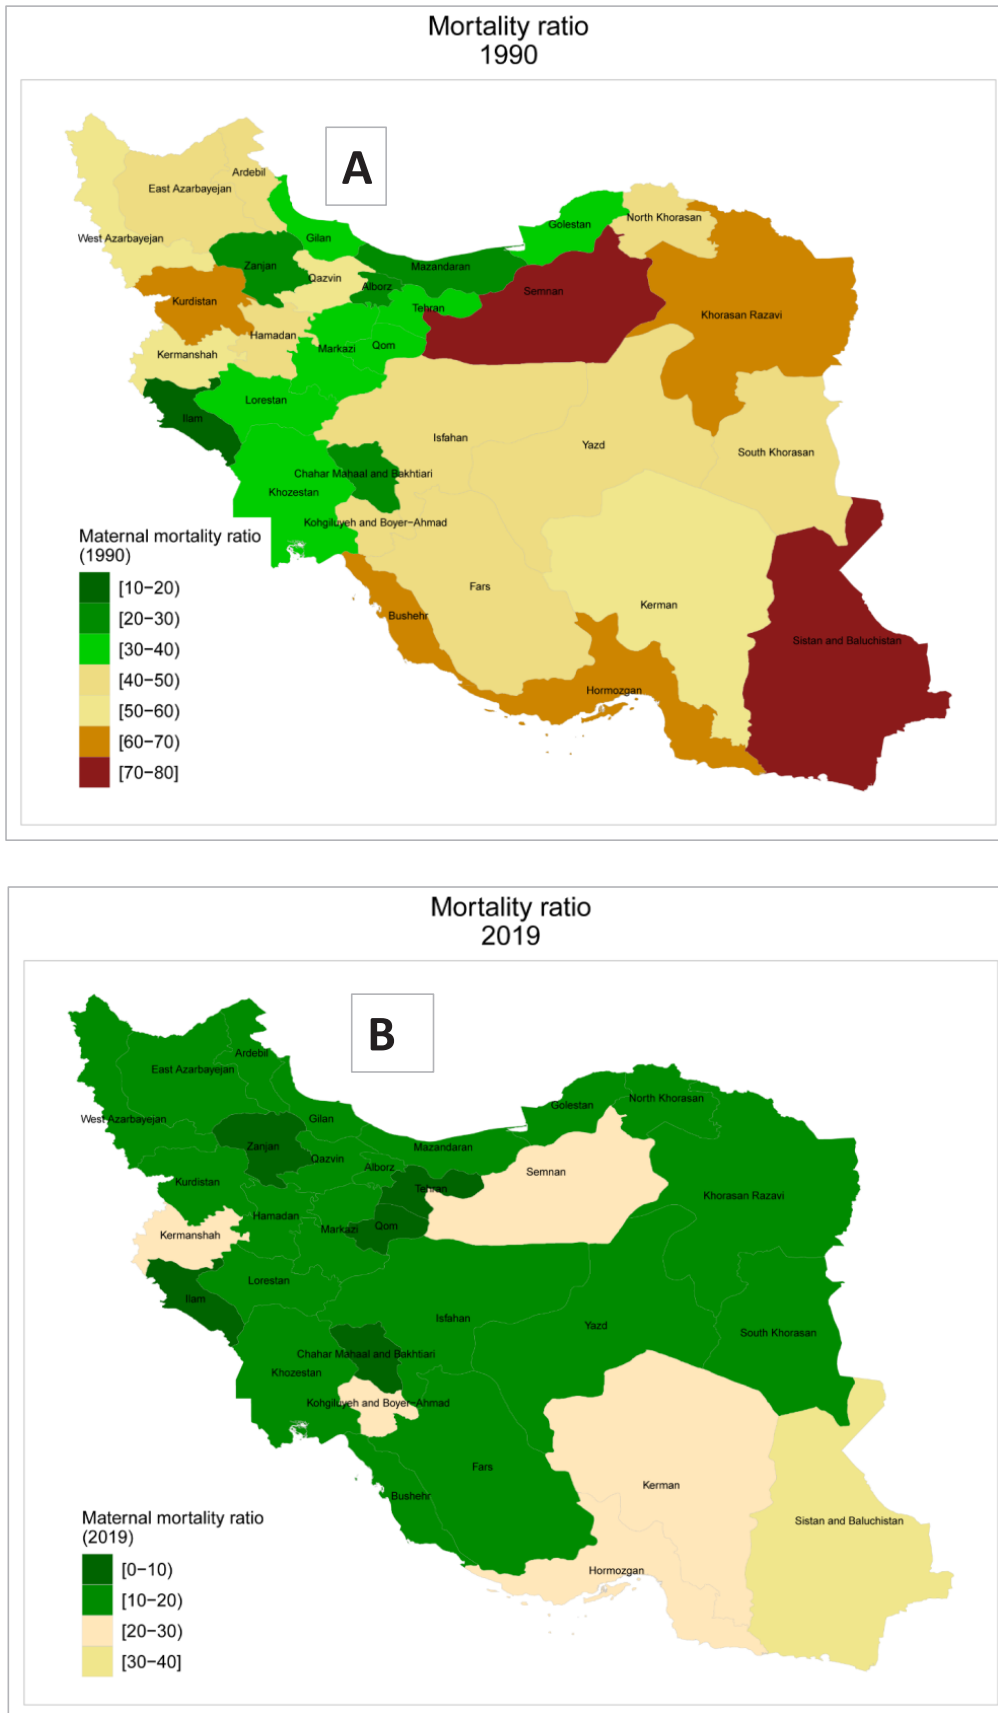 Mortality ratio
1990
A
Ardebil
East Azarbayejan
North Khorasan
Golestan
West Azarbayejan
Gilan
Zanjan
Mazandaran
Qazvin
Alborz
Semnan
Kurdistan
Tehran
Khorasan Razavi
Hamadan
Qom
Markazi
Kermanshah
Lorestan
Ilam
Isfahan
Yazd
South Khorasan
Chahar Mahaal and Bakhtiari
Khozestan
Kohgiluyeh and Boyer−Ahmad
Fars
Kerman
Bushehr
Sistan and Baluchistan
Hormozgan
Maternal mortality ratio
(1990)
[10−20)
[20−30)
[30−40)
[40−50)
[50−60)
[60−70)
[70−80]
Mortality ratio
2019
B
Ardebil
East Azarbayejan
North Khorasan
Golestan
West Azarbayejan
Gilan
Zanjan
Mazandaran
Qazvin
Alborz
Semnan
Kurdistan
Tehran
Khorasan Razavi
Hamadan
Qom
Markazi
Kermanshah
Lorestan
Ilam
Isfahan
Yazd
South Khorasan
Chahar Mahaal and Bakhtiari
Khozestan
Kohgiluyeh and Boyer−Ahmad
Fars
Kerman
Bushehr
Sistan and Baluchistan
Hormozgan
Maternal mortality ratio
(2019)
[0−10)
[10−20)
[20−30)
[30−40]